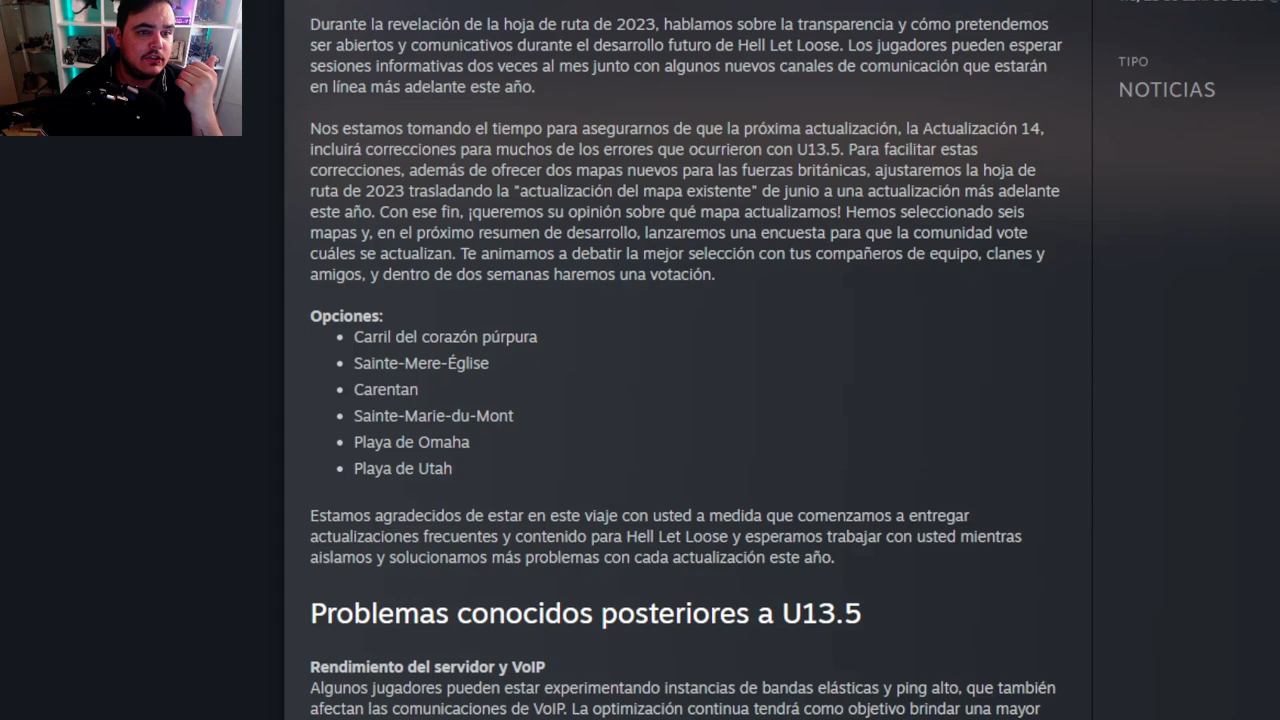 Durante la revelación de la hoja de ruta de 2023, hablamos sobre la transparencia y cómo pretendemos
ser abiertos y comunicativos durante el desarrollo futuro de Hell Let Loose. Los jugadores pueden esperar
sesiones informativas dos veces al mes junto con algunos nuevos canales de comunicación que estarán
en línea más adelante este año.
Nos estamos tomando el tiempo para asegurarnos de que la próxima actualización, la Actualización 14,
incluirá correcciones para muchos de los errores que ocurrieron con U13.5. Para facilitar estas
correcciones, además de ofrecer dos mapas nuevos para las fuerzas británicas, ajustaremos la hoja de
ruta de 2023 trasladando la "actualización del mapa existente" de junio a una actualización más adelante
este año. Con ese fin, ¡queremos su opinión sobre qué mapa actualizamos! Hemos seleccionado seis
mapas y, en el próximo resumen de desarrollo, lanzaremos una encuesta para que la comunidad vote
cuáles se actualizan. Te animamos a debatir la mejor selección con tus compañeros de equipo, clanes y
amigos, y dentro de dos semanas haremos una votación.
Opciones:
• Carril del corazón púrpura
• Sainte-Mere-Église
• Carentan
• Sainte-Marie-du-Mont
• Playa de Omaha
• Playa de Utah
Estamos agradecidos de estar en este viaje con usted a medida que comenzamos a entregar
actualizaciones frecuentes y contenido para Hell Let Loose y esperamos trabajar con usted mientras
aislamos y solucionamos más problemas con cada actualización este año.
Problemas conocidos posteriores a U13.5
Rendimiento del servidor y VoIP
Algunos jugadores pueden estar experimentando instancias de bandas elásticas y ping alto, que también
afectan las comunicaciones de VoIP. La optimización continua tendrá como objetivo brindar una mayor
TIPO
NOTICIAS